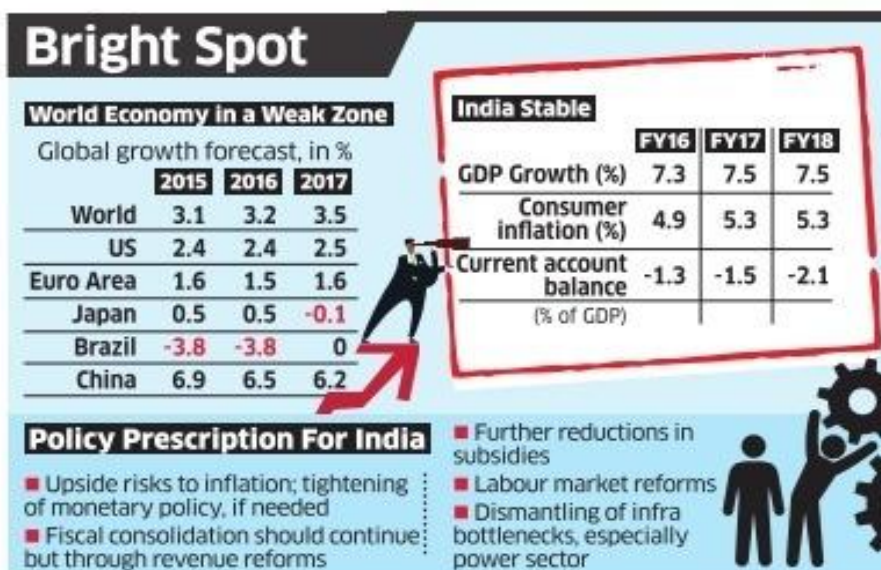 Bright Spot
World Economy in a Weak Zone
Global growth forecast, in %
2015 2016 2017
World 3.1 3.2 3.5
US 2.4 2.4 2.5
Euro Area 1.6 1.5 1.6
Japan 0.5 0.5 -0.1
Brazil -3.8 -3.8 0
China 6.9 6.5 6.2
India Stable
FY16 FY17 FY18
GDP Growth (%) 7.3 7.5 7.5
Consumer
inflation (%) 4.9 5.3 5.3
Current account
balance -1.3 -1.5 -2.1
(% of GDP)
Policy Prescription For India
■ Upside risks to inflation; tightening
of monetary policy, if needed
■ Fiscal consolidation should continue
but through revenue reforms
■ Further reductions in
subsidies
■ Labour market reforms
■ Dismantling of infra
bottlenecks, especially
power sector